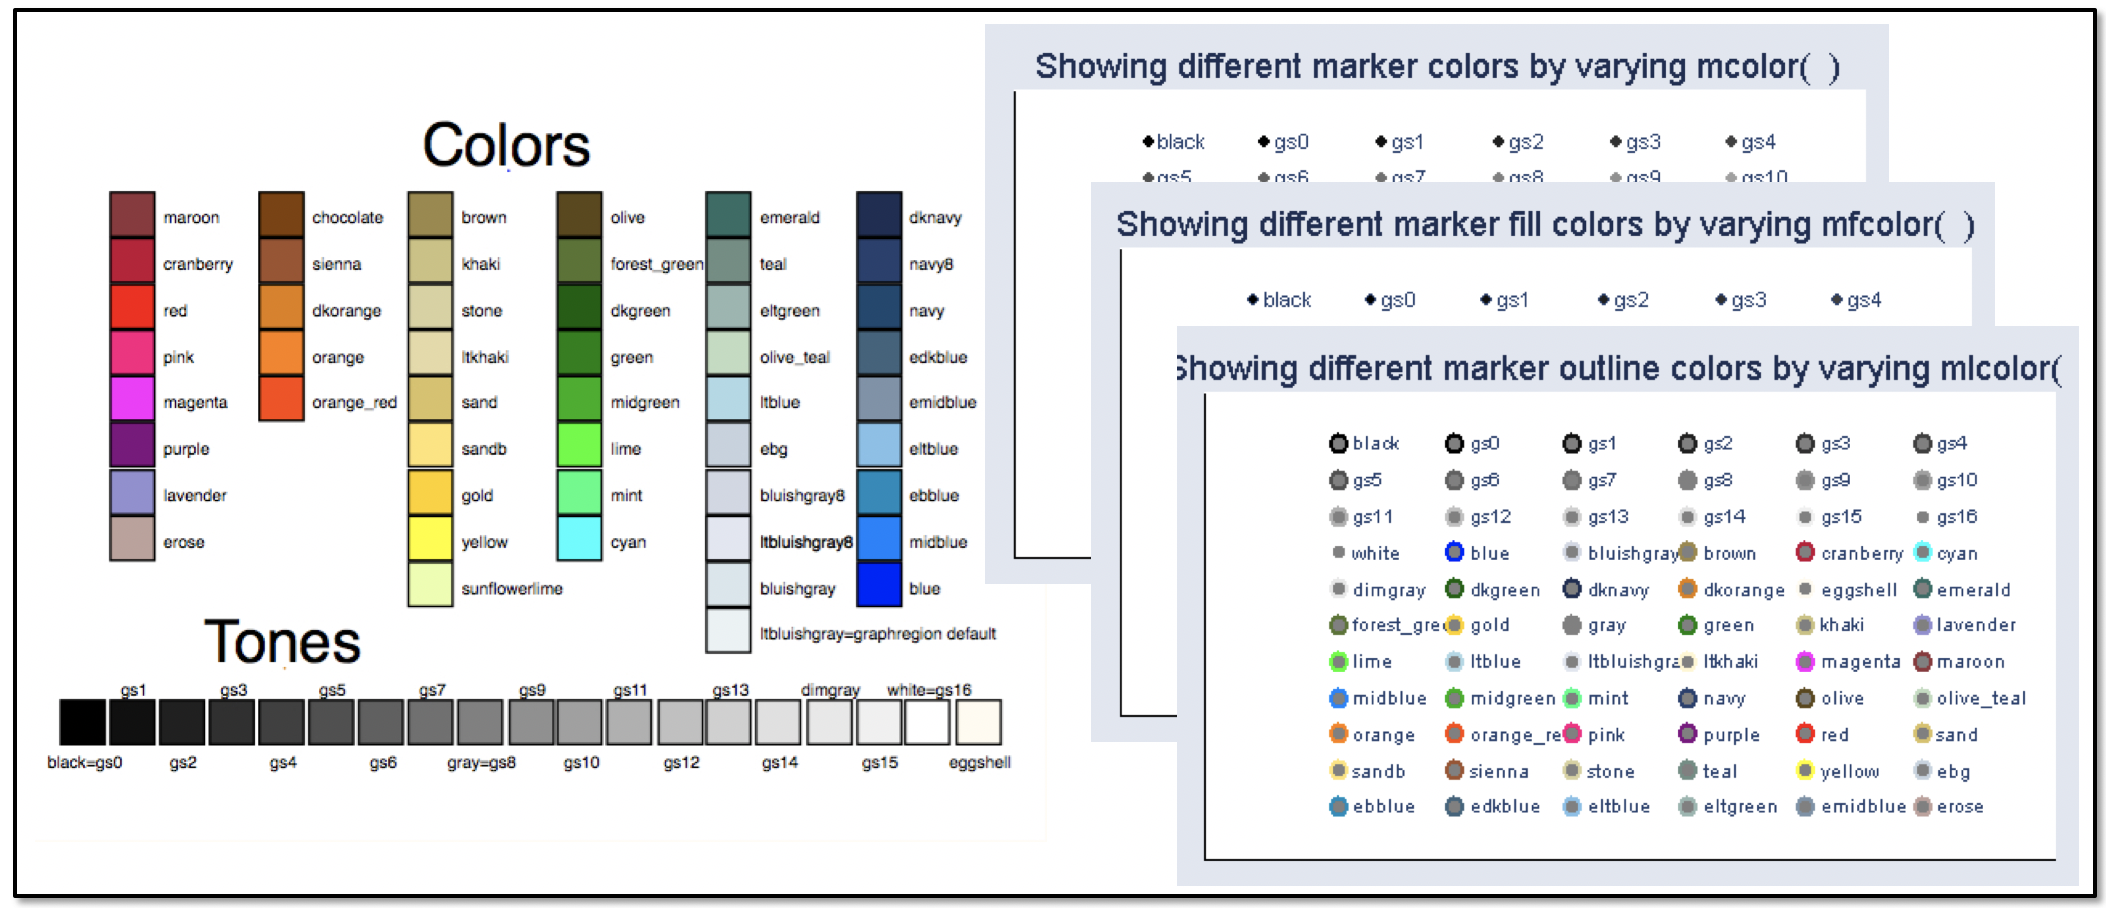 Colors
maroon chocolate brown olive emerald dknavy
cranberry sienna khaki forest_green teal navy8
red dkorange stone dkgreen eltgreen navy
pink orange ltkhaki green olive_teal edkblue
magenta orange_red sand midgreen ltblue emidblue
purple sandb lime ebg eltblue
lavender gold mint bluishgray8 ebblue
erose yellow cyan ltbluishgray8 midblue
sunflowerlime bluishgray blue
ltbluishgray=graphregion default
Tones
gs1 gs3 gs5 gs7 gs9 gs11 gs13 dimgray white=gs16
black=gs0 gs2 gs4 gs6 gray=gs8 gs10 gs12 gs14 gs15 eggshell
Showing different marker colors by varying mcolor( )
black gs0 gs1 gs2 gs3 gs4
gs5 gs6 gs7 gs8 gs9 gs10
Showing different marker fill colors by varying mfcolor( )
black gs0 gs1 gs2 gs3 gs4
Showing different marker outline colors by varying mlcolor(
black gs0 gs1 gs2 gs3 gs4
gs5 gs6 gs7 gs8 gs9 gs10
gs11 gs12 gs13 gs14 gs15 gs16
white blue bluishgray brown cranberry cyan
dimgray dkgreen dknavy dkorange eggshell emerald
forest_gre gold gray green khaki lavender
lime ltblue ltbluishgra ltkhaki magenta maroon
midblue midgreen mint navy olive olive_teal
orange orange_re pink purple red sand
sandb sienna stone teal yellow ebg
ebblue edkblue eltblue eltgreen emidblue erose